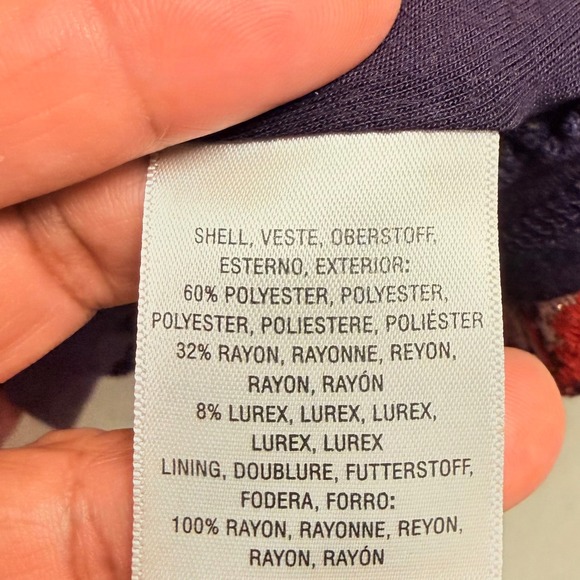 SHELL, VESTE, OBERSTOFF,
ESTERNO, EXTERIOR:
60% POLYESTER, POLYESTER,
POLYESTER, POLIESTERE, POLIÉSTER
32% RAYON, RAYONNE, REYON,
RAYON, RAYÓN
8% LUREX, LUREX, LUREX,
LUREX, LUREX
LINING, DOUBLURE, FUTTERSTOFF,
FODERA, FORRO:
100% RAYON, RAYONNE, REYON,
RAYON, RAYÓN